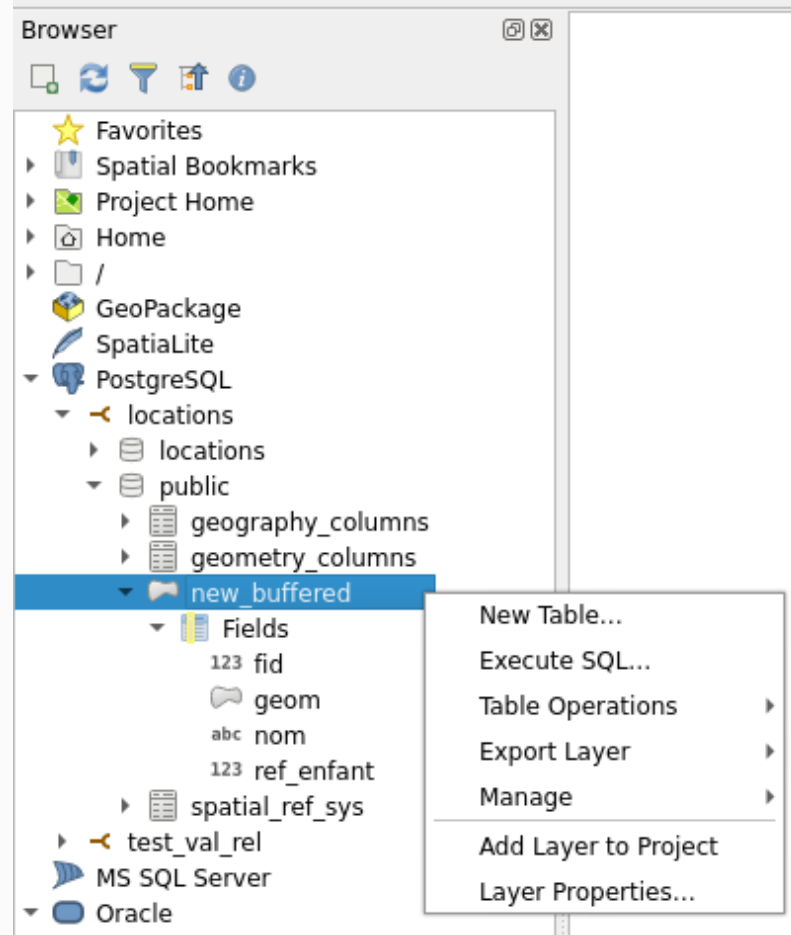 Browser
Favorites
Spatial Bookmarks
Project Home
Home
/
GeoPackage
SpatiaLite
PostgreSQL
locations
locations
public
geography_columns
geometry_columns
new_buffered
Fields
123 fid
geom
abc nom
123 ref_enfant
spatial_ref_sys
test_val_rel
MS SQL Server
Oracle
New Table...
Execute SQL...
Table Operations
Export Layer
Manage
Add Layer to Project
Layer Properties...